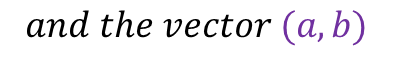 and the vector (a, b)